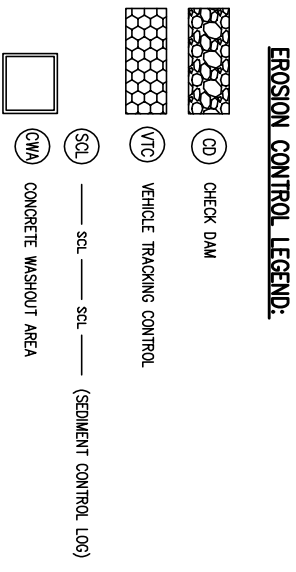 EROSION CONTROL LEGEND:
CD CHECK DAM
VTC VEHICLE TRACKING CONTROL
SCL SCL SCL (SEDIMENT CONTROL LOG)
CWA CONCRETE WASHOUT AREA